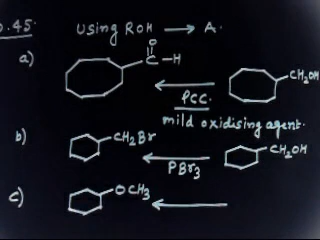 .45. using ROH → A.
a) O
C-H ← CH₂OH
PCC.
mild oxidising agent.
b) CH₂Br ← CH₂OH
PBr₃
c) OCH₃ ←